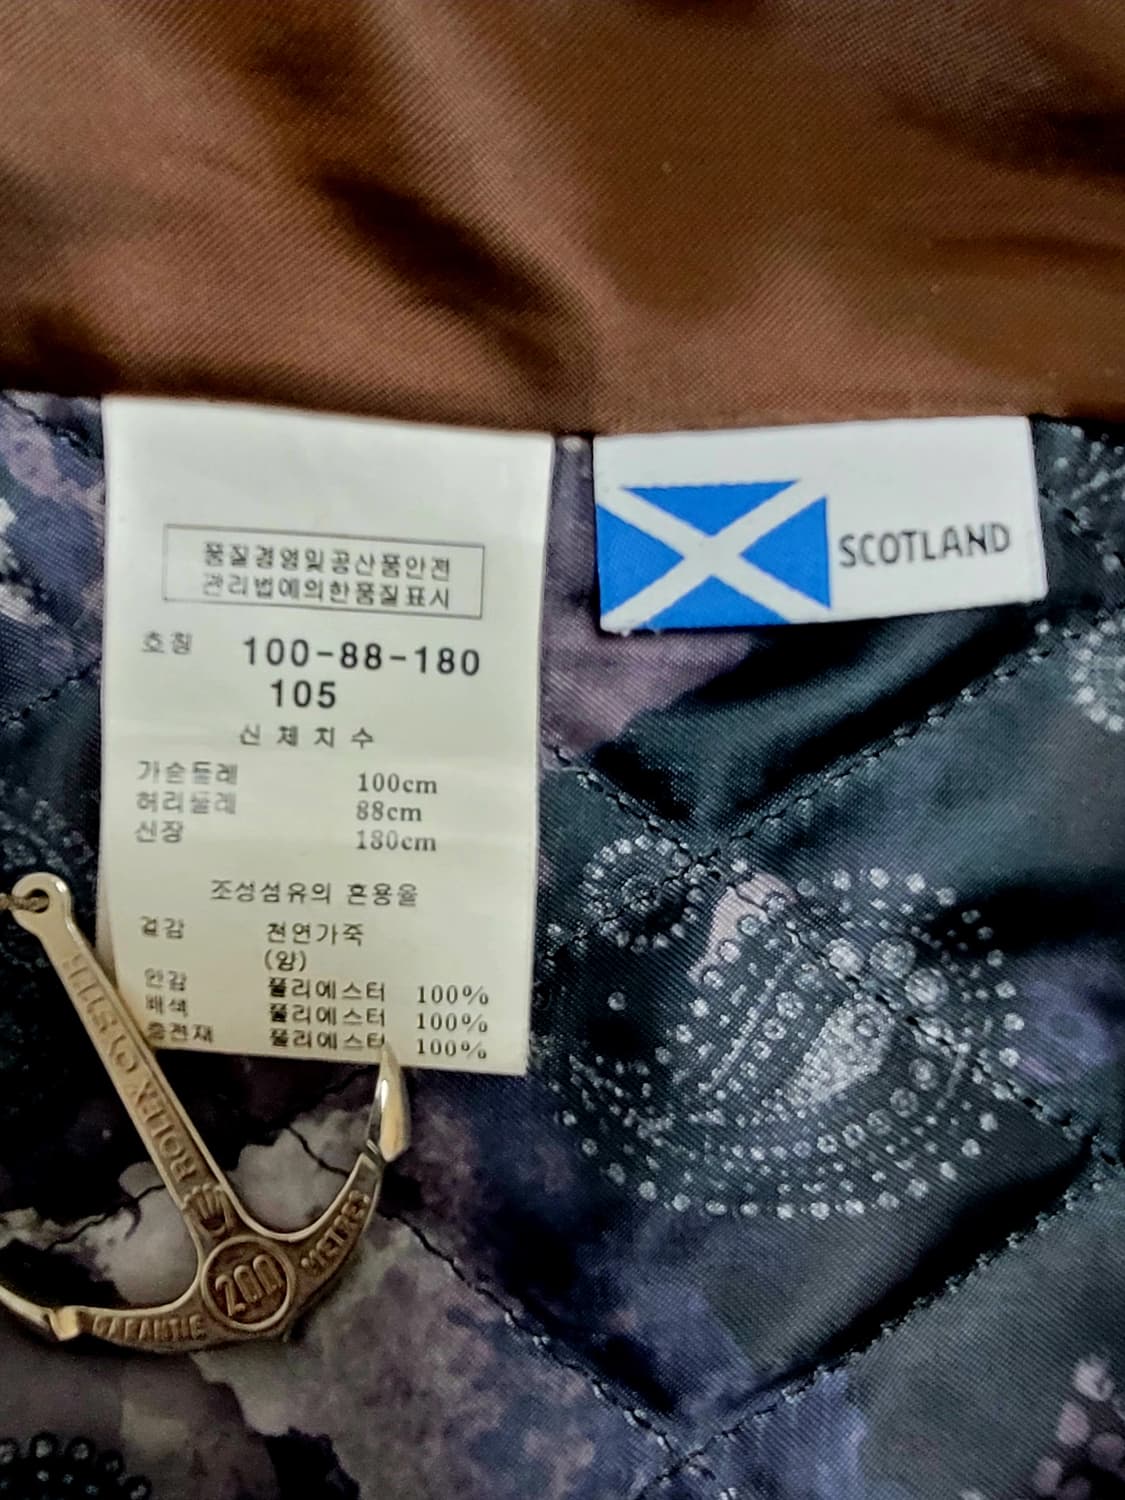 품질경영및공산품안전
관리법에의한품질표시
호칭 100-88-180
105
신체치수
가슴둘레 100cm
허리둘레 88cm
신장 180cm
조성섬유의 혼용율
겉감 천연가죽
(양)
안감 폴리에스터 100%
배색 폴리에스터 100%
충전재 폴리에스터 100%
SCOTLAND
ROLEX OYSTER
200
GARANTIE
METRES